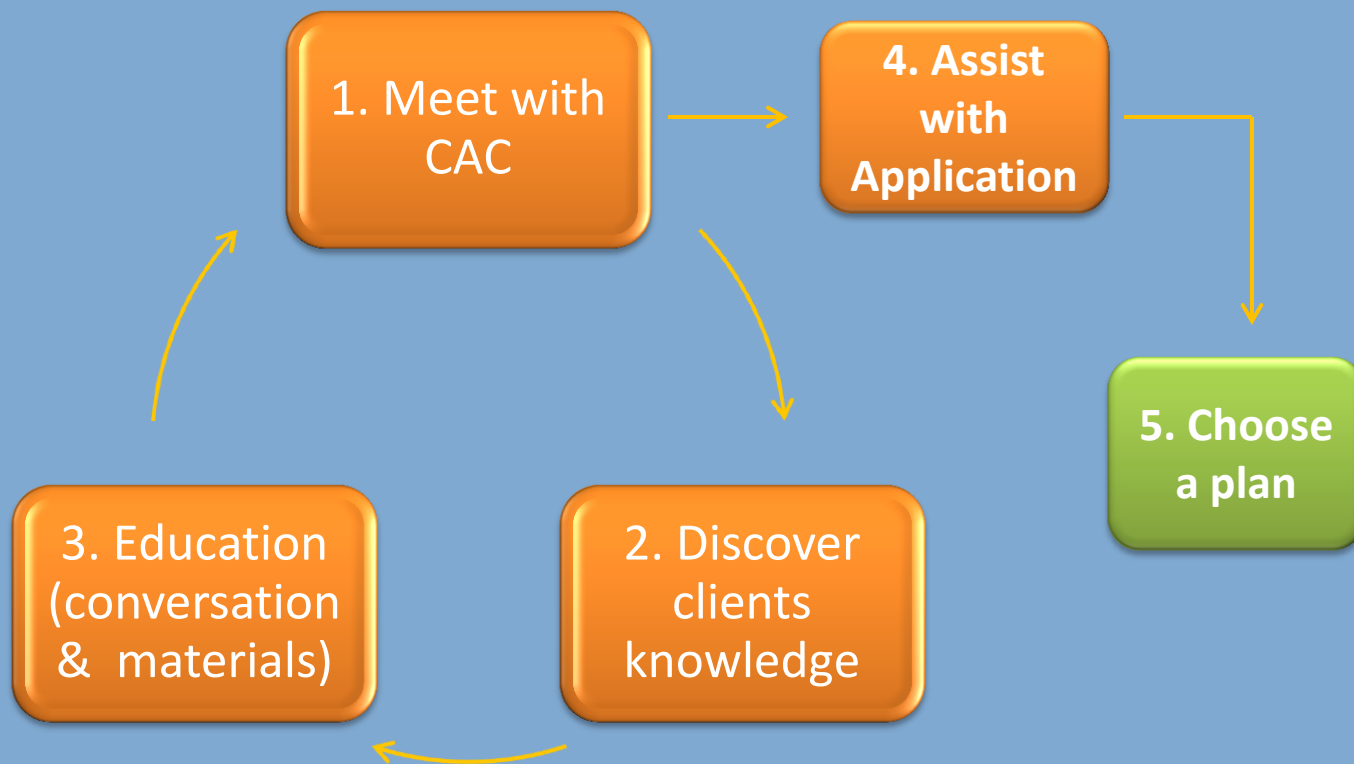 1. Meet with
CAC
4. Assist
with
Application
5. Choose
a plan
3. Education
(conversation
& materials)
2. Discover
clients
knowledge